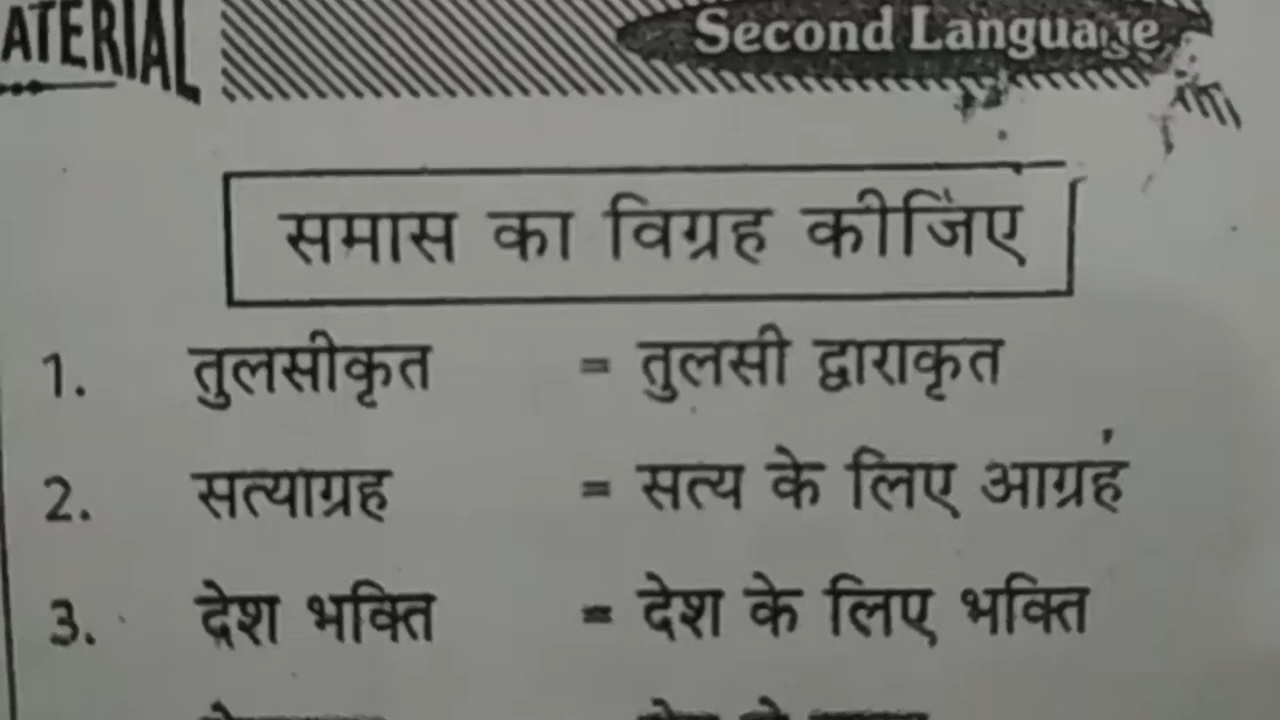 ATERIAL
Second Language
समास का विग्रह कीजिए
1. तुलसीकृत = तुलसी द्वाराकृत
2. सत्याग्रह = सत्य के लिए आग्रह
3. देश भक्ति = देश के लिए भक्ति